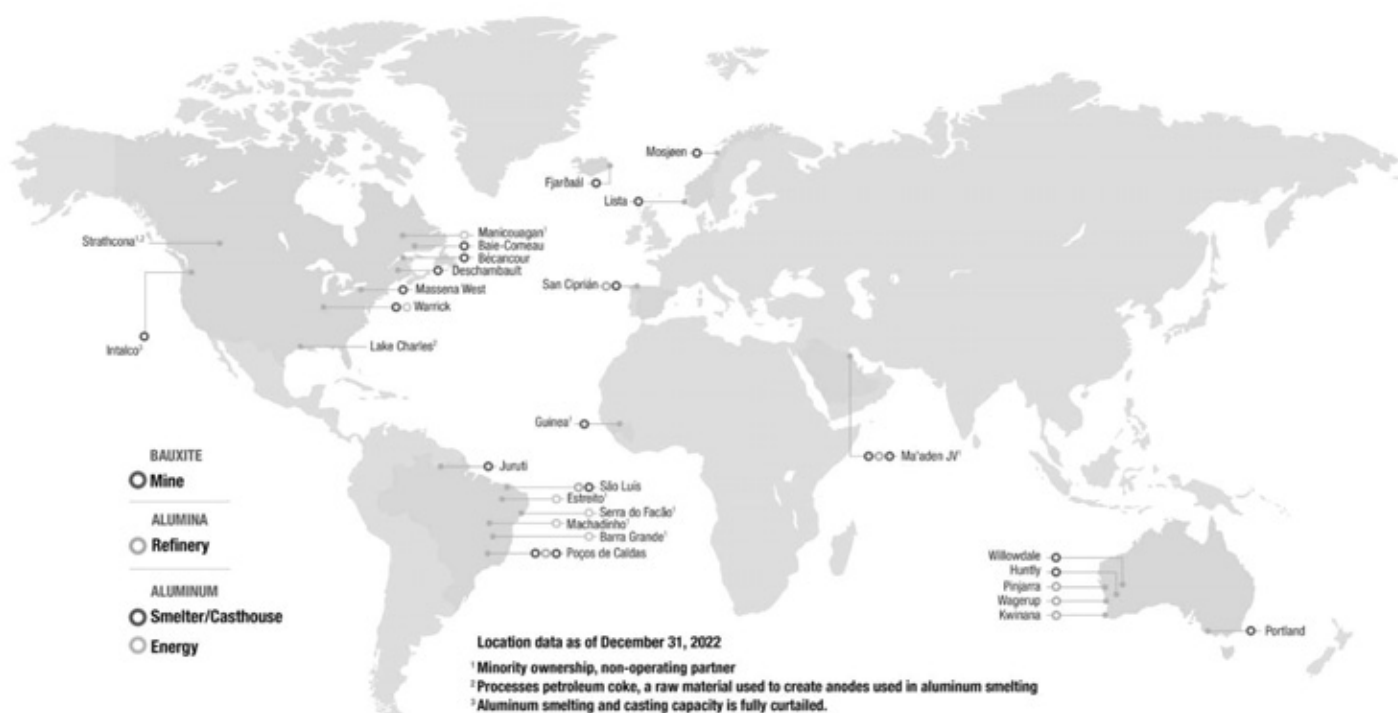 Mosjøen
Fjarðaál
Lista
Strathcona¹,²
Manicouagan¹
Baie-Comeau
Bécancour
Deschambault
San Ciprián
Massena West
Warrick
Intalco³
Lake Charles²
Guinea¹
Ma'aden JV¹
BAUXITE
Mine
Juruti
São Luís
Estreito¹
Serra do Facão¹
ALUMINA
Machadinho¹
Refinery
Barra Grande¹
Poços de Caldas
Willowdale
Huntly
Pinjarra
Wagerup
Kwinana
Portland
ALUMINUM
Smelter/Casthouse
Energy
Location data as of December 31, 2022
¹ Minority ownership, non-operating partner
² Processes petroleum coke, a raw material used to create anodes used in aluminum smelting
³ Aluminum smelting and casting capacity is fully curtailed.